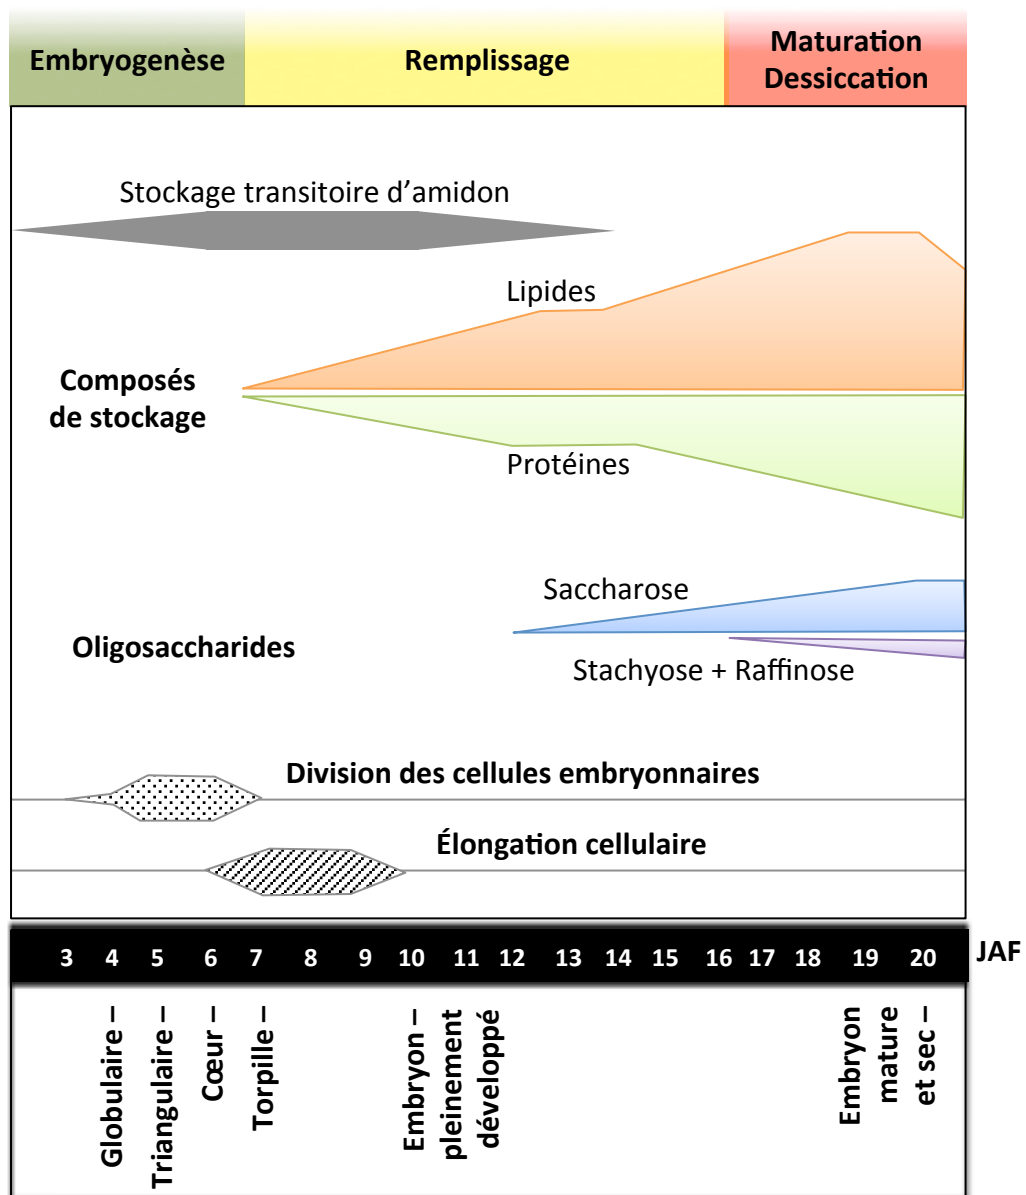 Embryogenèse
Remplissage
Maturation
Dessiccation
Stockage transitoire d’amidon
Lipides
Composés
de stockage
Protéines
Saccharose
Oligosaccharides
Stachyose + Raffinose
Division des cellules embryonnaires
Élongation cellulaire
3 4 5 6 7 8 9 10 11 12 13 14 15 16 17 18 19 20 JAF
Globulaire –
Triangulaire –
Cœur –
Torpille –
Embryon –
pleinement
développé
Embryon
mature
et sec –